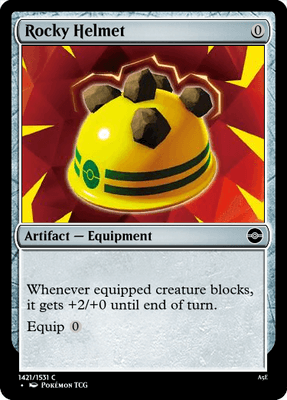 Rocky Helmet 0
Artifact — Equipment
Whenever equipped creature blocks,
it gets +2/+0 until end of turn.
Equip 0
1421/1531 C
Pokémon TCG